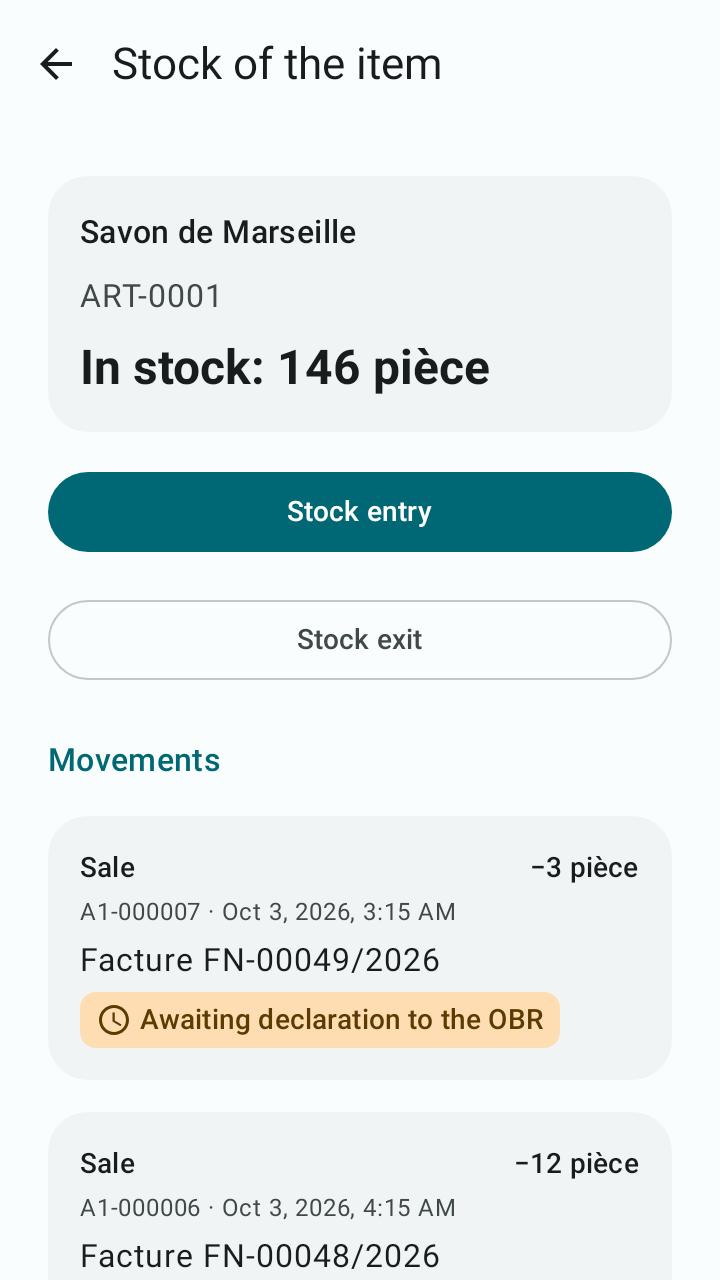 Stock of the item
Savon de Marseille
ART-0001
In stock: 146 pièce
Stock entry
Stock exit
Movements
Sale −3 pièce
A1-000007 · Oct 3, 2026, 3:15 AM
Facture FN-00049/2026
Awaiting declaration to the OBR
Sale −12 pièce
A1-000006 · Oct 3, 2026, 4:15 AM
Facture FN-00048/2026